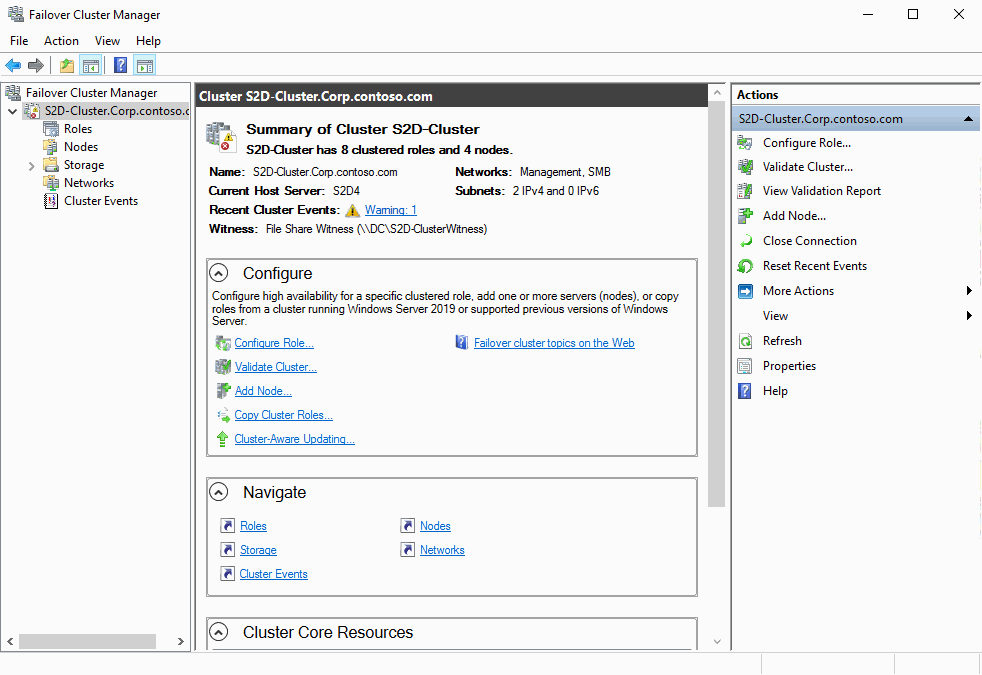 Failover Cluster Manager
File Action View Help
Failover Cluster Manager
S2D-Cluster.Corp.contoso.c
Roles
Nodes
Storage
Networks
Cluster Events
Cluster S2D-Cluster.Corp.contoso.com
Summary of Cluster S2D-Cluster
S2D-Cluster has 8 clustered roles and 4 nodes.
Name: S2D-Cluster.Corp.contoso.com Networks: Management, SMB
Current Host Server: S2D4 Subnets: 2 IPv4 and 0 IPv6
Recent Cluster Events: Warning: 1
Witness: File Share Witness (\\DC\S2D-ClusterWitness)
Configure
Configure high availability for a specific clustered role, add one or more servers (nodes), or copy
roles from a cluster running Windows Server 2019 or supported previous versions of Windows
Server.
Configure Role... Failover cluster topics on the Web
Validate Cluster...
Add Node...
Copy Cluster Roles...
Cluster-Aware Updating...
Navigate
Roles Nodes
Storage Networks
Cluster Events
Cluster Core Resources
Actions
S2D-Cluster.Corp.contoso.com
Configure Role...
Validate Cluster...
View Validation Report
Add Node...
Close Connection
Reset Recent Events
More Actions
View
Refresh
Properties
Help